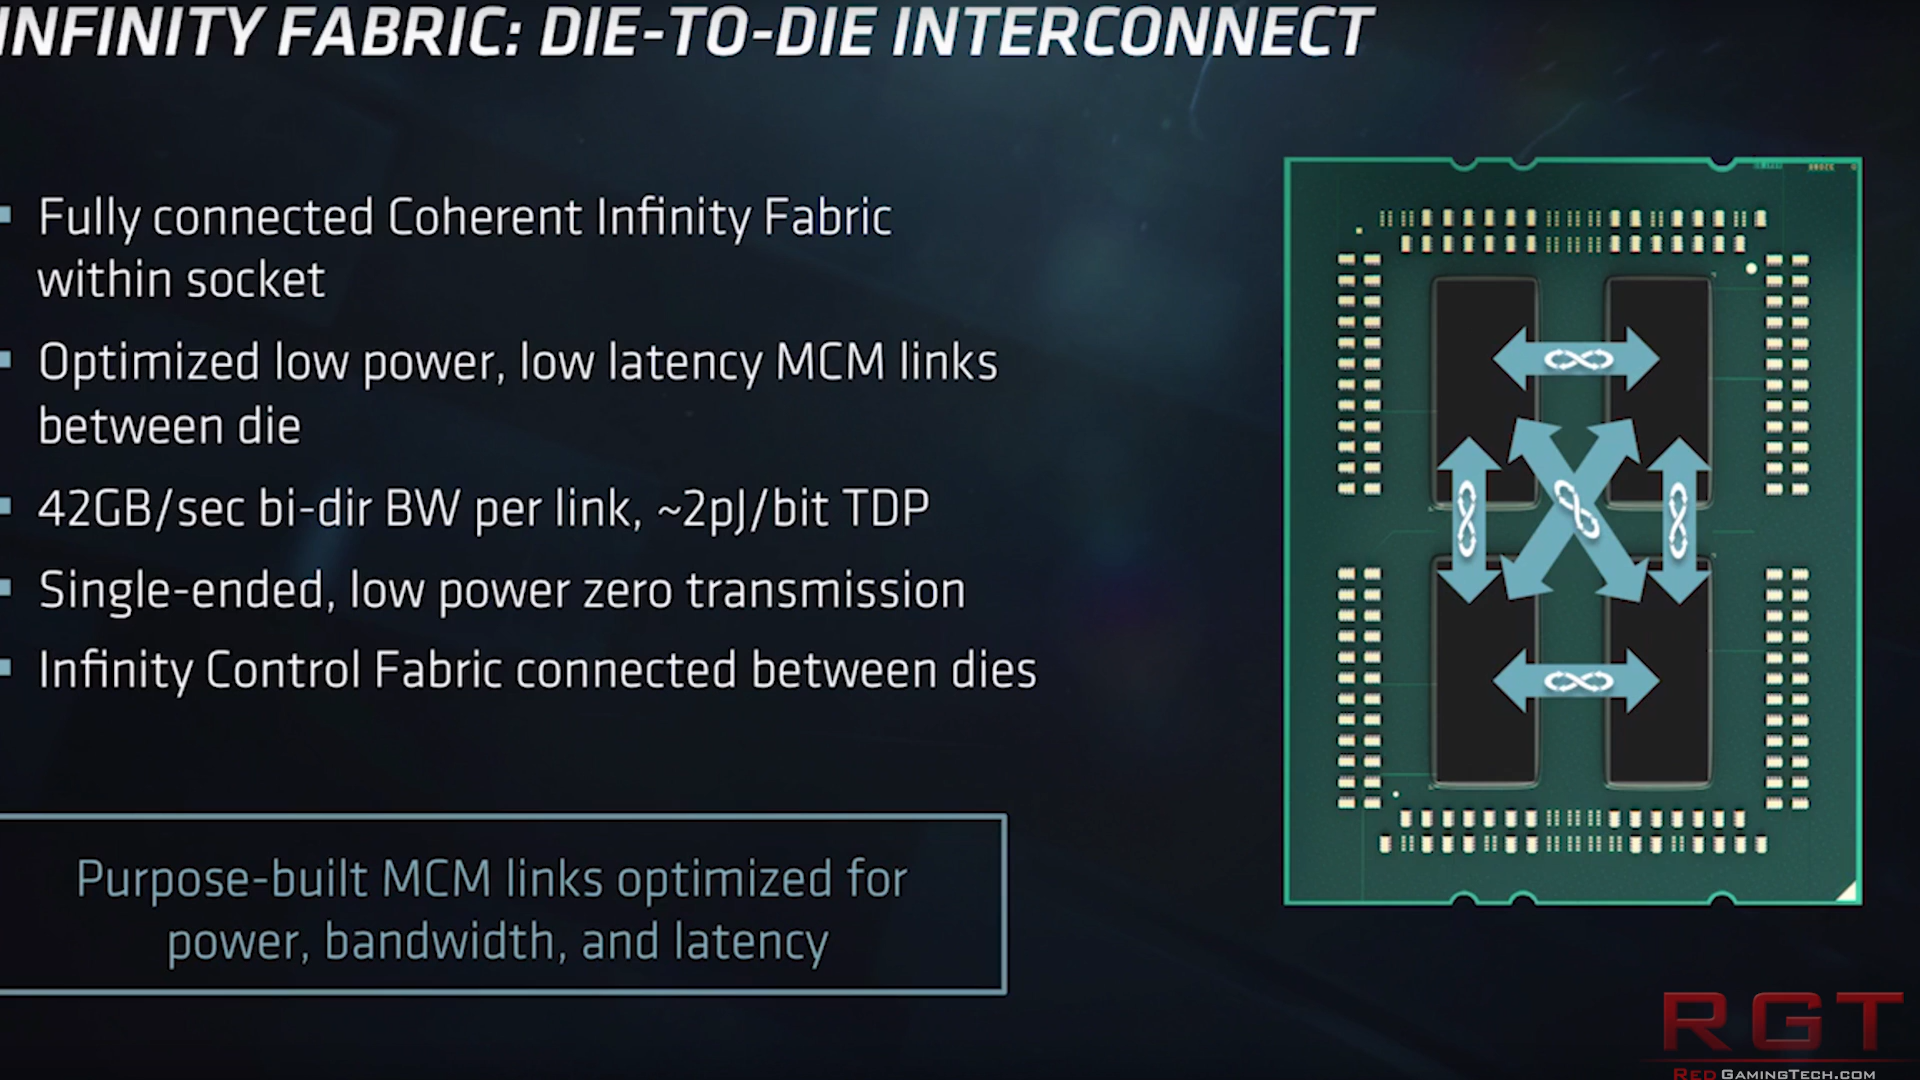 INFINITY FABRIC: DIE-TO-DIE INTERCONNECT
Fully connected Coherent Infinity Fabric
within socket
Optimized low power, low latency MCM links
between die
42GB/sec bi-dir BW per link, ~2pJ/bit TDP
Single-ended, low power zero transmission
Infinity Control Fabric connected between dies
Purpose-built MCM links optimized for
power, bandwidth, and latency
RGT
REDGAMINGTECH.COM